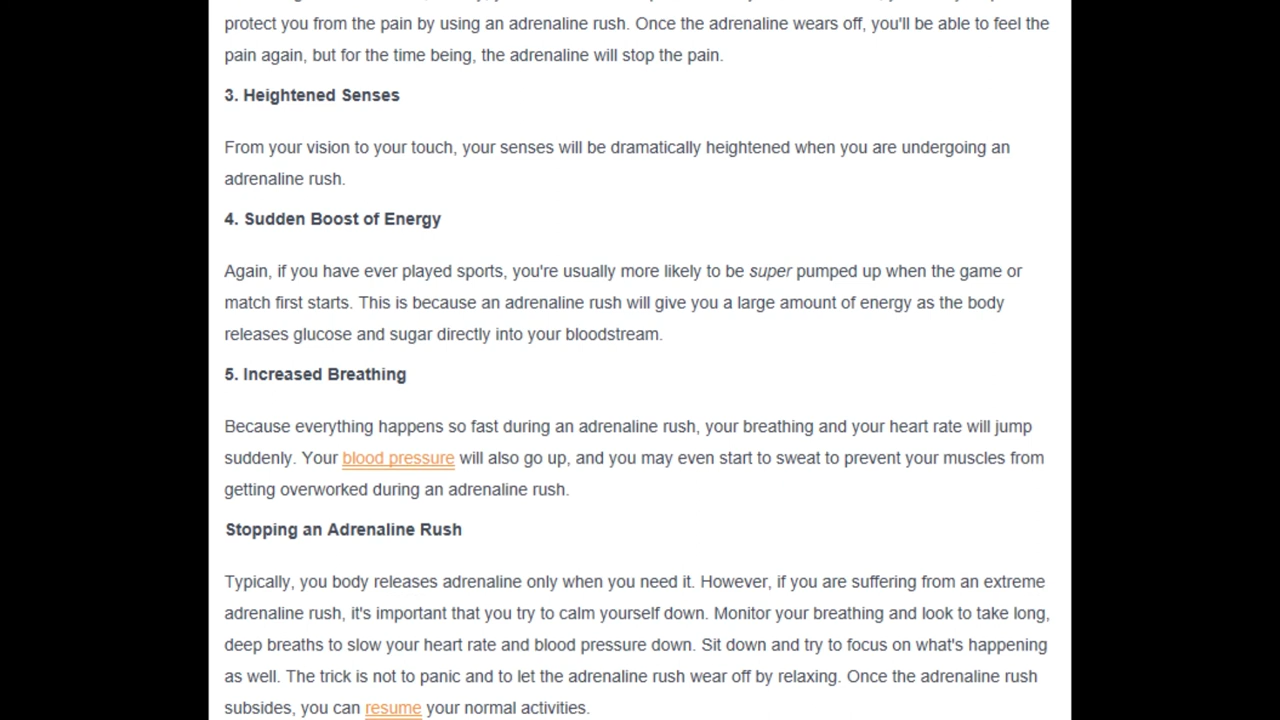 protect you from the pain by using an adrenaline rush. Once the adrenaline wears off, you'll be able to feel the
pain again, but for the time being, the adrenaline will stop the pain.
3. Heightened Senses
From your vision to your touch, your senses will be dramatically heightened when you are undergoing an
adrenaline rush.
4. Sudden Boost of Energy
Again, if you have ever played sports, you're usually more likely to be super pumped up when the game or
match first starts. This is because an adrenaline rush will give you a large amount of energy as the body
releases glucose and sugar directly into your bloodstream.
5. Increased Breathing
Because everything happens so fast during an adrenaline rush, your breathing and your heart rate will jump
suddenly. Your blood pressure will also go up, and you may even start to sweat to prevent your muscles from
getting overworked during an adrenaline rush.
Stopping an Adrenaline Rush
Typically, you body releases adrenaline only when you need it. However, if you are suffering from an extreme
adrenaline rush, it's important that you try to calm yourself down. Monitor your breathing and look to take long,
deep breaths to slow your heart rate and blood pressure down. Sit down and try to focus on what's happening
as well. The trick is not to panic and to let the adrenaline rush wear off by relaxing. Once the adrenaline rush
subsides, you can resume your normal activities.